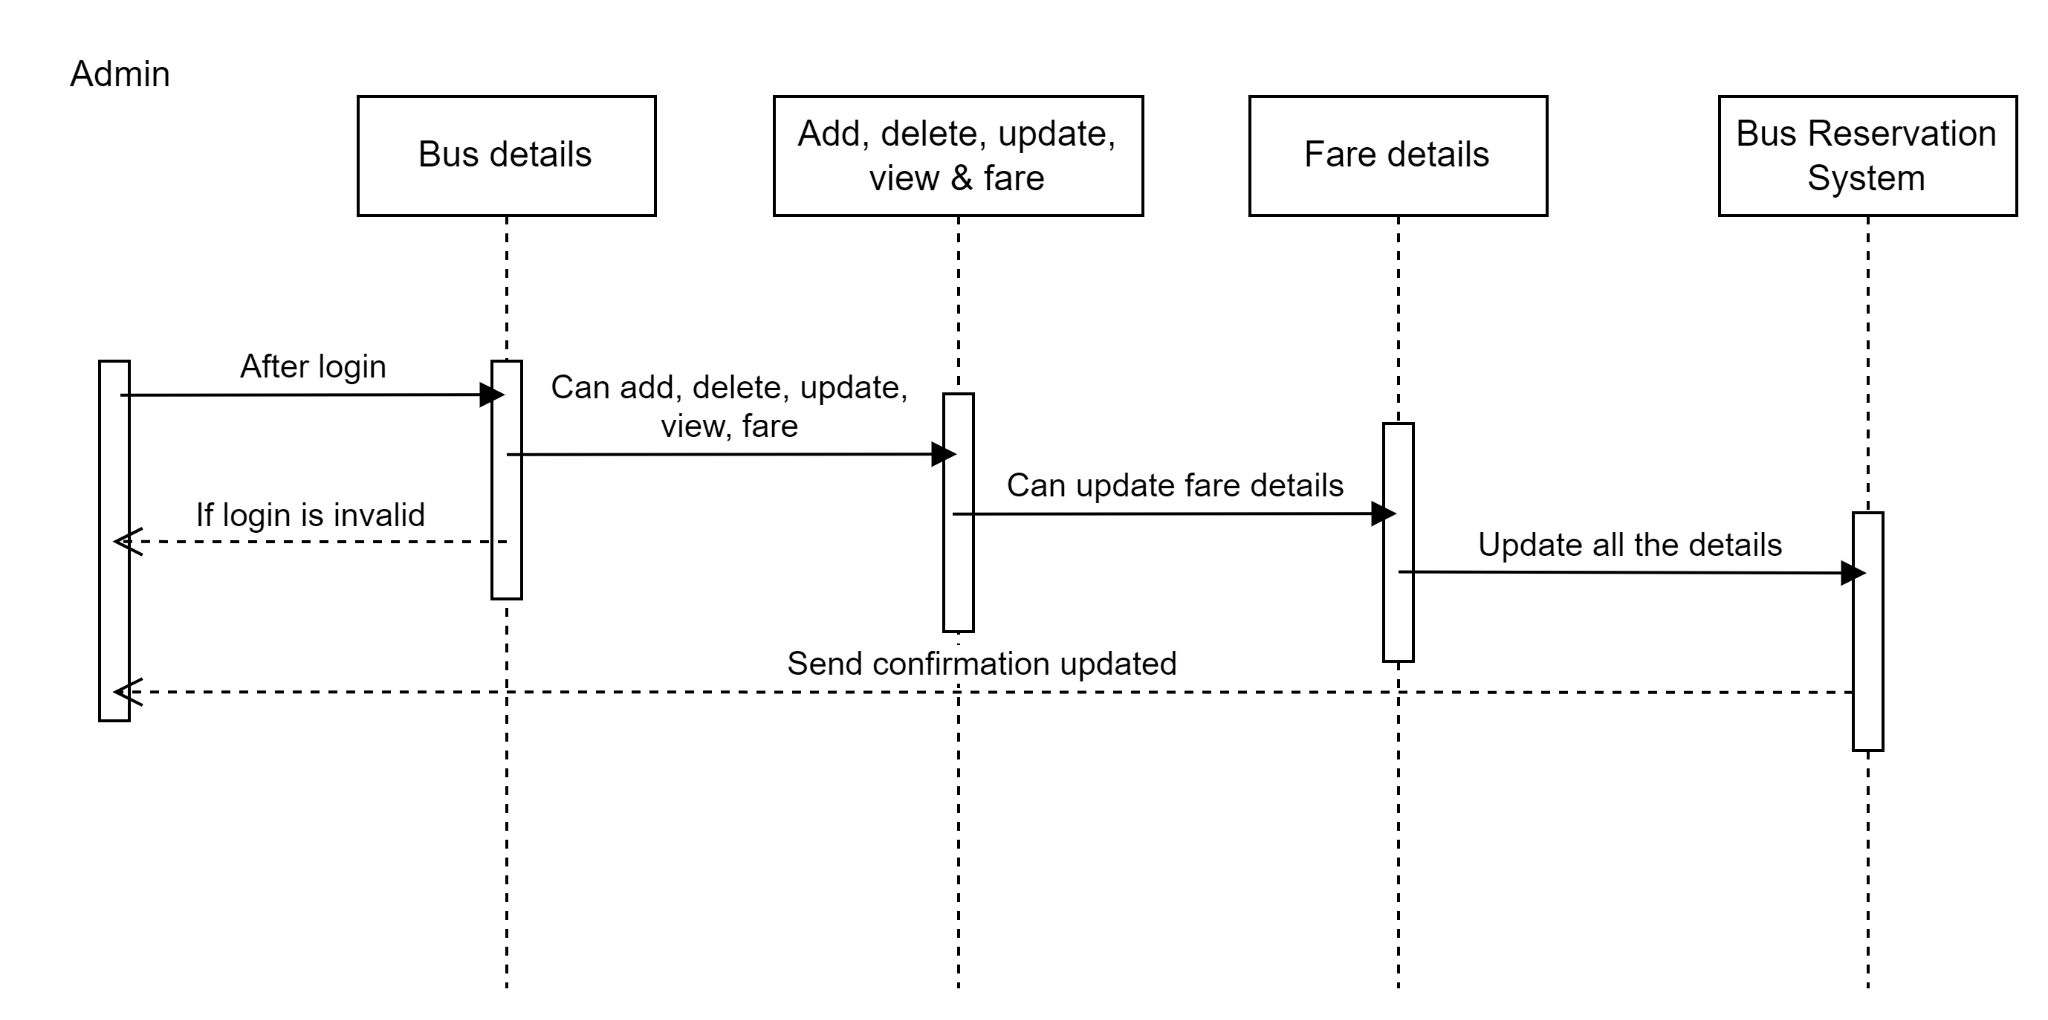 Admin
Bus details
Add, delete, update,
view & fare
Fare details
Bus Reservation
System
After login
Can add, delete, update,
view, fare
Can update fare details
If login is invalid
Update all the details
Send confirmation updated